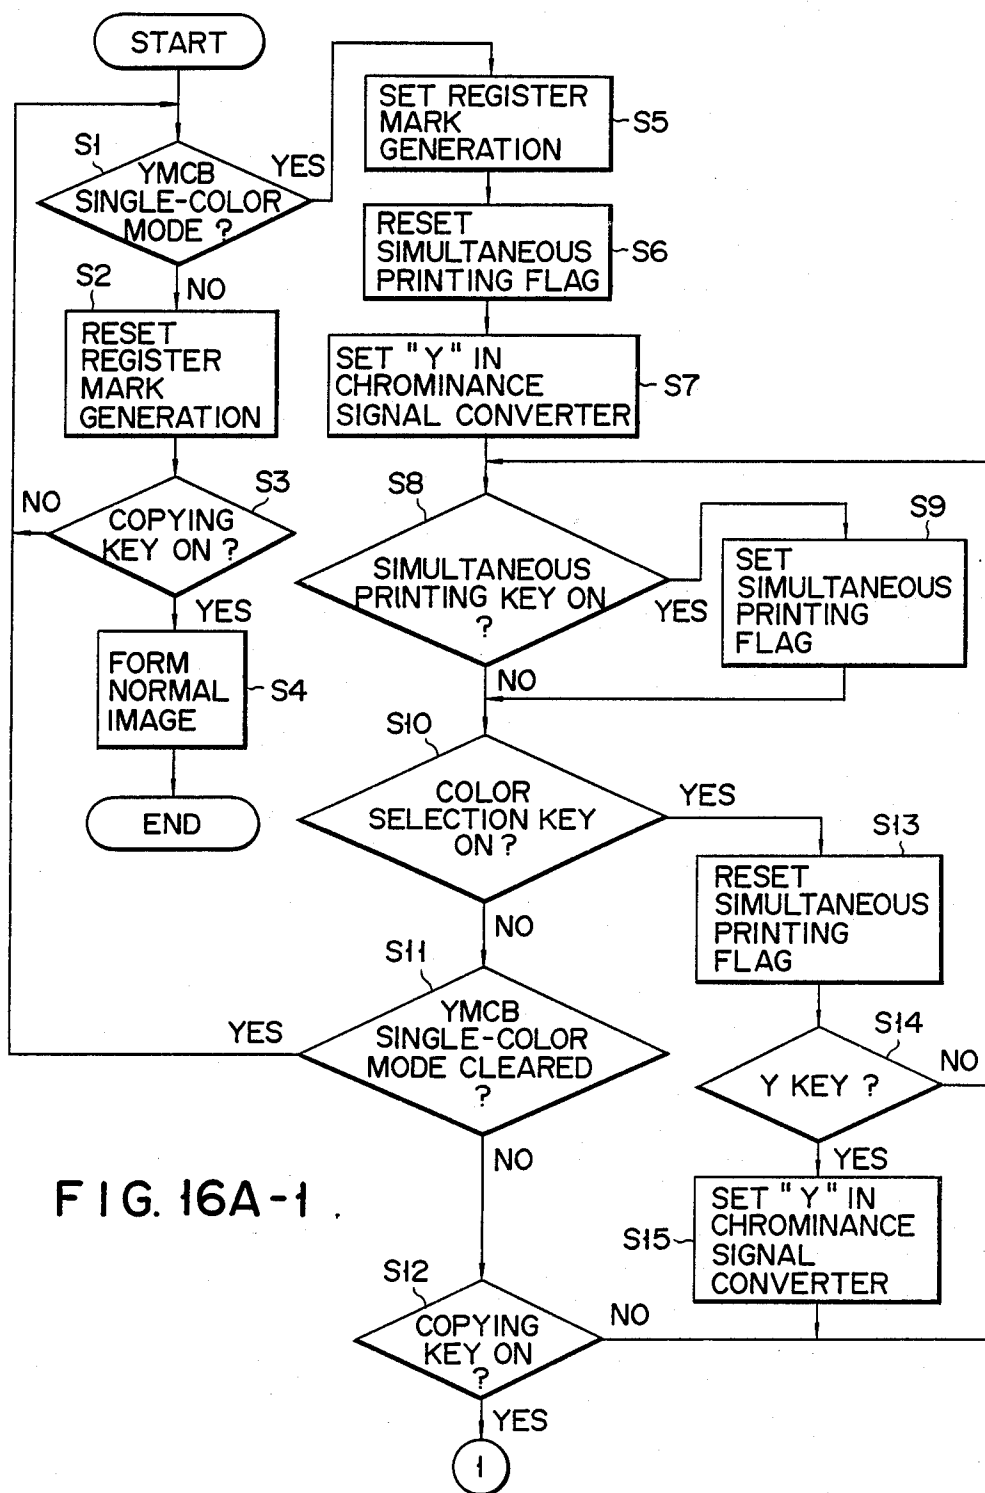 START
S1
YMCB
SINGLE-COLOR
MODE ?
YES
NO
S2
RESET
REGISTER
MARK
GENERATION
S3
NO
COPYING
KEY ON ?
YES
FORM
NORMAL
IMAGE
S4
END
SET REGISTER
MARK
GENERATION
S5
RESET
SIMULTANEOUS
PRINTING FLAG
S6
SET "Y" IN
CHROMINANCE
SIGNAL CONVERTER
S7
S8
SIMULTANEOUS
PRINTING KEY ON
?
YES
NO
S9
SET
SIMULTANEOUS
PRINTING
FLAG
S10
COLOR
SELECTION KEY
ON ?
YES
NO
S11
YES
YMCB
SINGLE-COLOR
MODE CLEARED
?
NO
S12
COPYING
KEY ON
?
NO
YES
1
S13
RESET
SIMULTANEOUS
PRINTING
FLAG
S14
Y KEY ?
NO
YES
S15
SET "Y" IN
CHROMINANCE
SIGNAL
CONVERTER
FIG. 16A-1